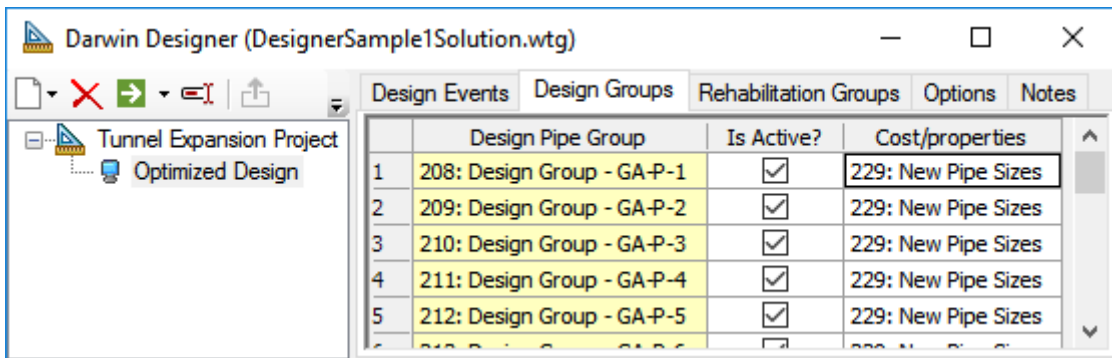 Darwin Designer (DesignerSample1Solution.wtg)
Design Events Design Groups Rehabilitation Groups Options Notes
Tunnel Expansion Project
Optimized Design
Design Pipe Group Is Active? Cost/properties
1 208: Design Group - GA-P-1 229: New Pipe Sizes
2 209: Design Group - GA-P-2 229: New Pipe Sizes
3 210: Design Group - GA-P-3 229: New Pipe Sizes
4 211: Design Group - GA-P-4 229: New Pipe Sizes
5 212: Design Group - GA-P-5 229: New Pipe Sizes